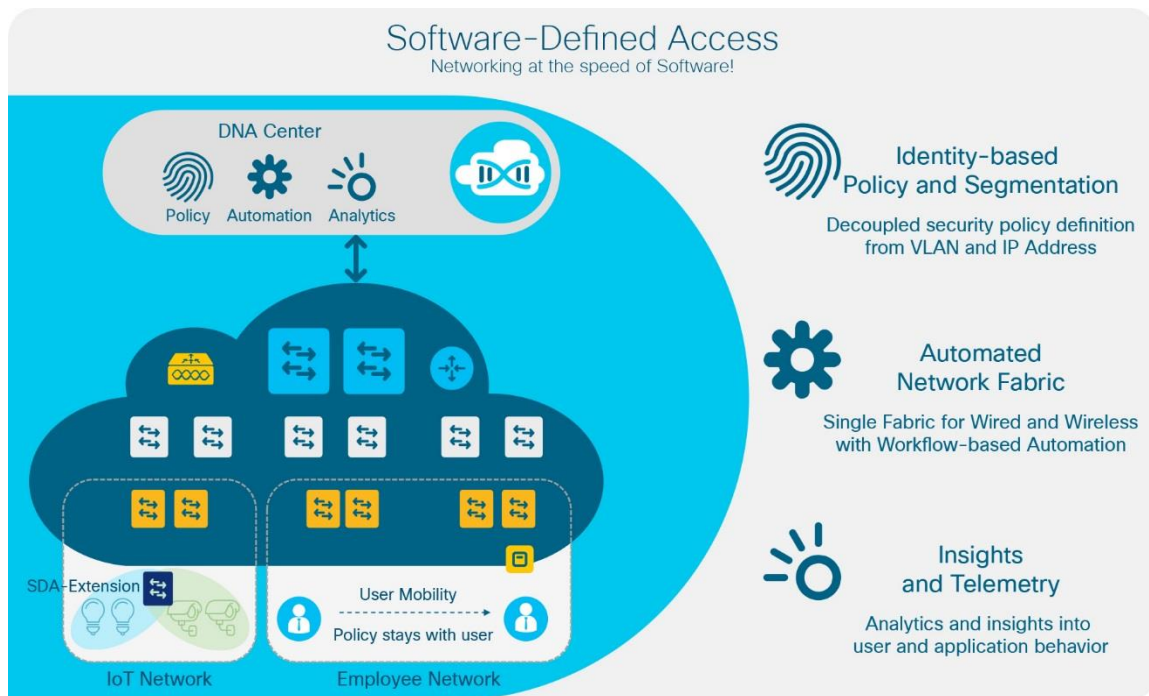 Software-Defined Access
Networking at the speed of Software!
DNA Center
Policy
Automation
Analytics
SDA-Extension
User Mobility
Policy stays with user
IoT Network
Employee Network
Identity-based
Policy and Segmentation
Decoupled security policy definition
from VLAN and IP Address
Automated
Network Fabric
Single Fabric for Wired and Wireless
with Workflow-based Automation
Insights
and Telemetry
Analytics and insights into
user and application behavior